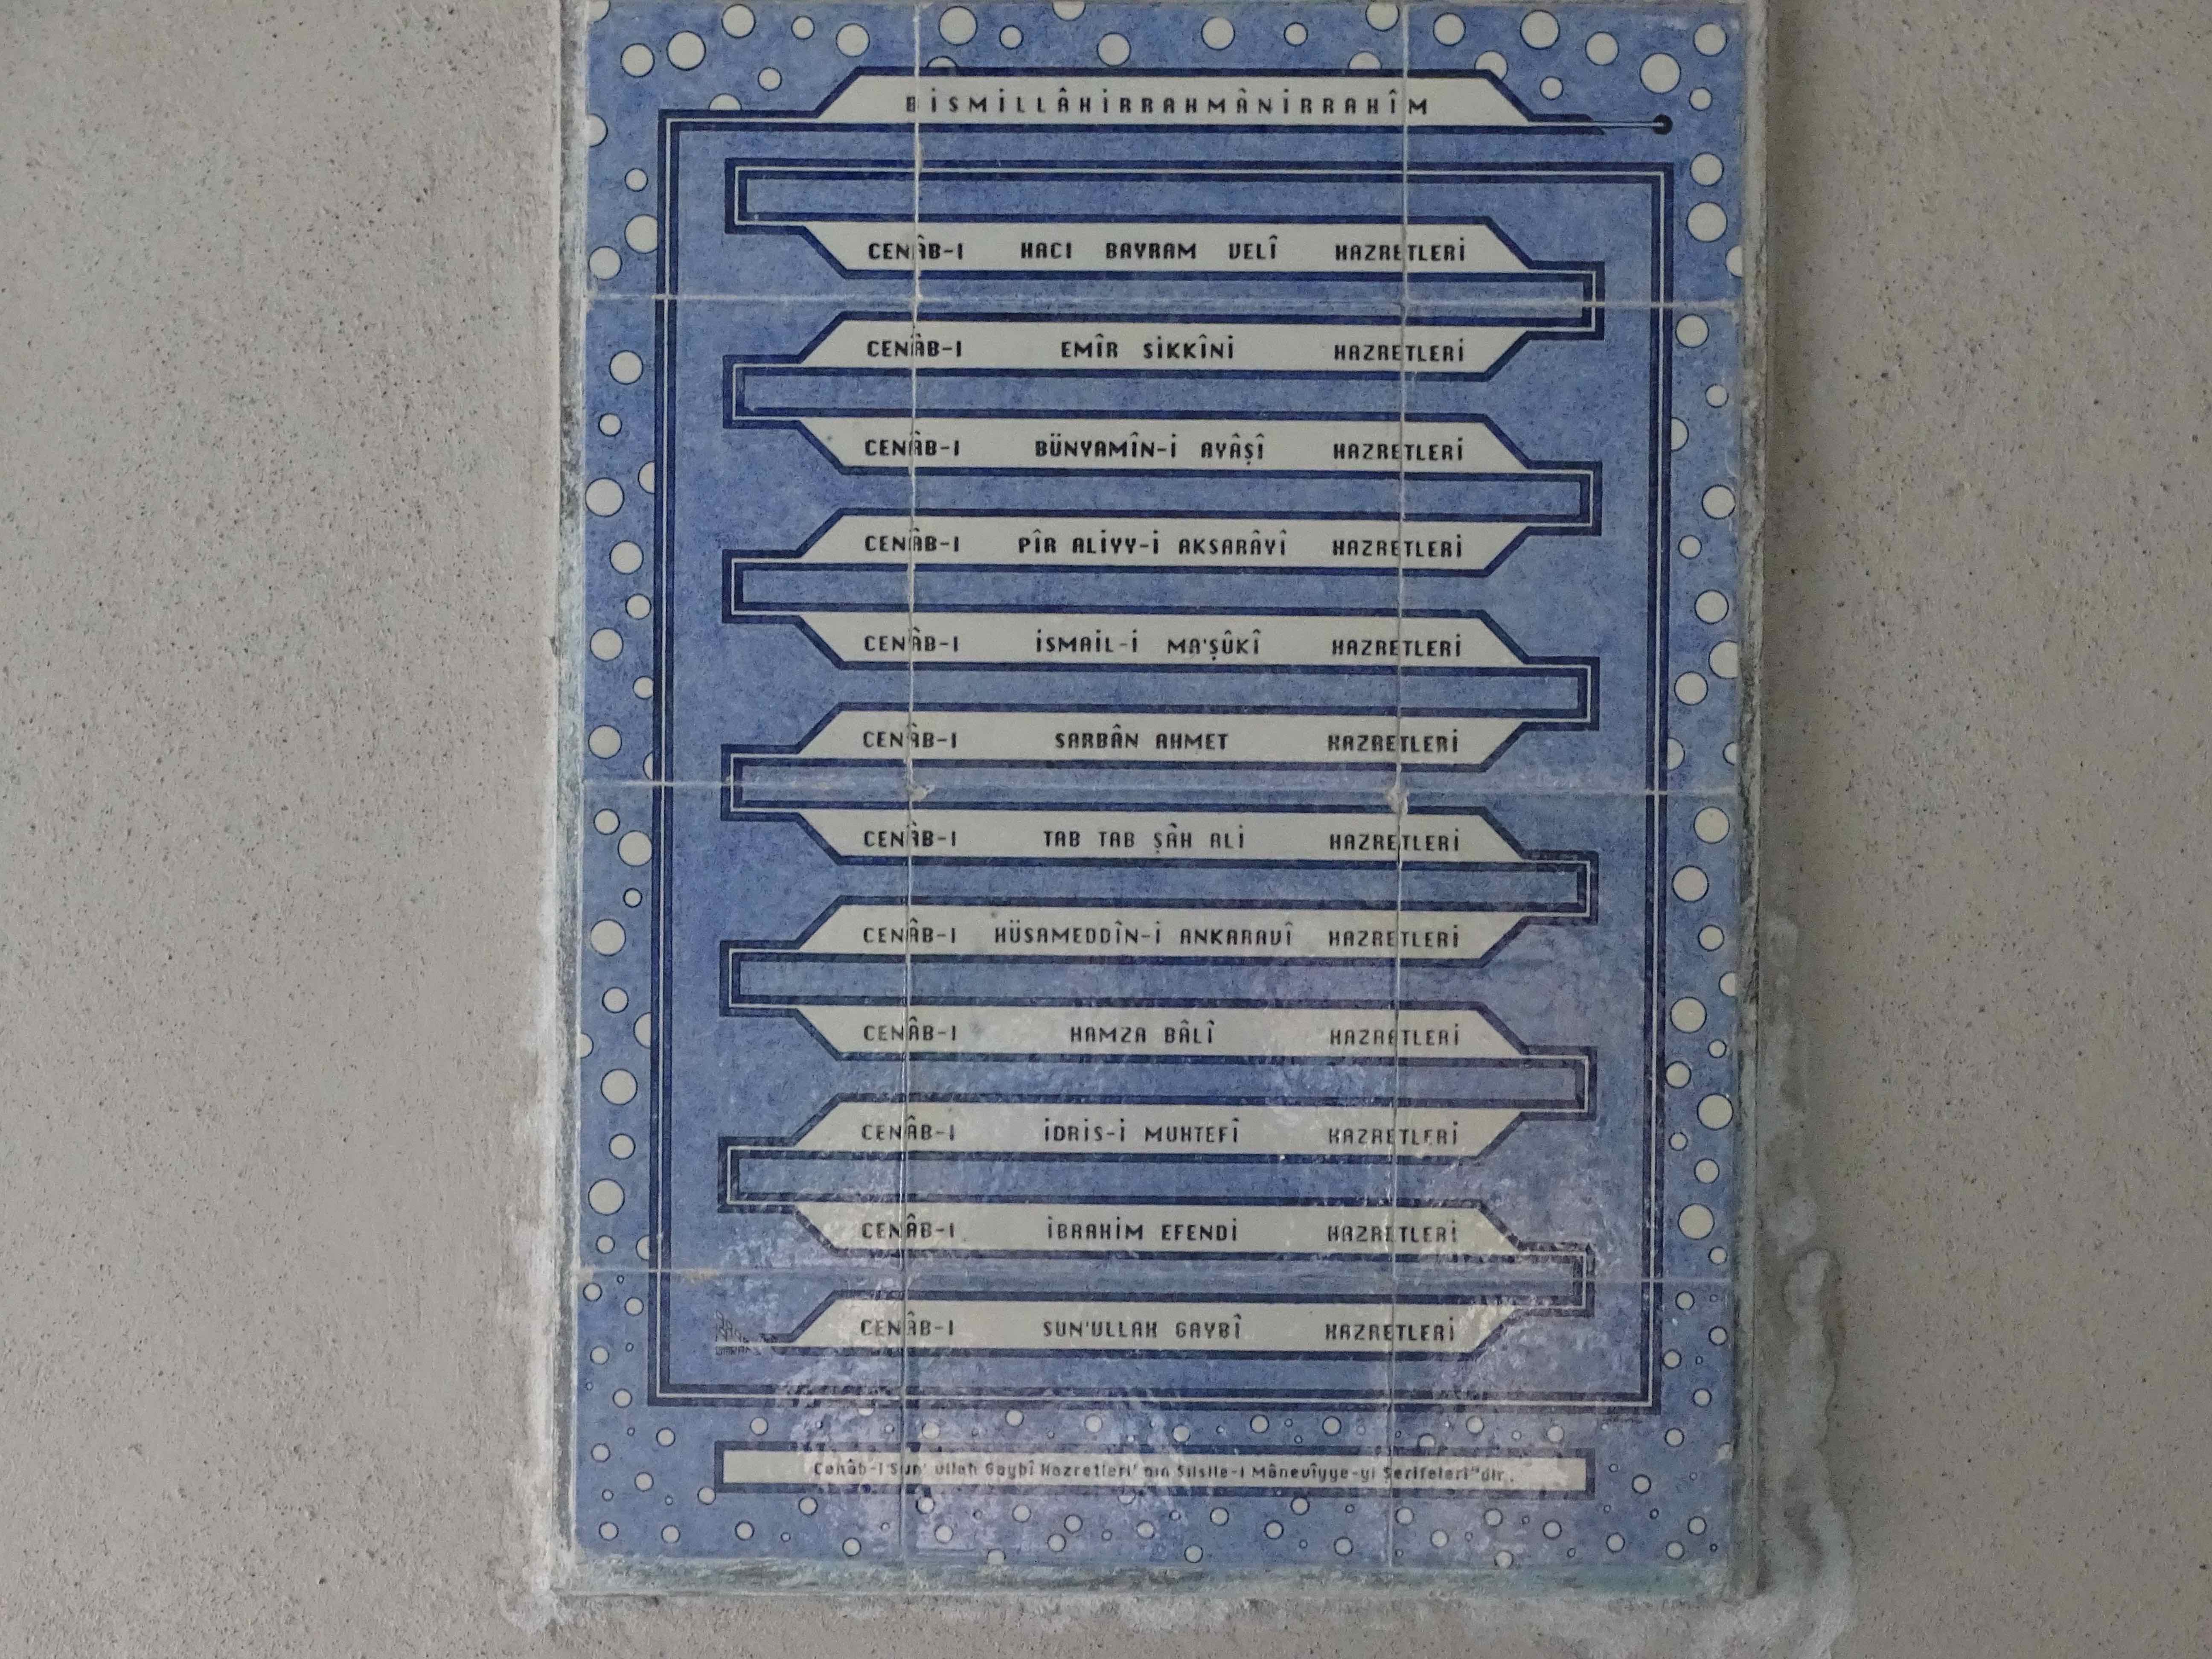 BİSMİLLÂHİRRAHMÂNİRRAHÎM
CENÂB-I HACI BAYRAM VELÎ HAZRETLERİ
CENÂB-I EMÎR SİKKÎNİ HAZRETLERİ
CENÂB-I BÜNYAMÎN-İ AYÂŞÎ HAZRETLERİ
CENÂB-I PÎR ALİYY-İ AKSARÂYÎ HAZRETLERİ
CENÂB-I İSMAİL-İ MA'ŞÛKÎ HAZRETLERİ
CENÂB-I SARBÂN AHMET HAZRETLERİ
CENÂB-I TAB TAB ŞÂH ALİ HAZRETLERİ
CENÂB-I HÜSAMEDDÎN-İ ANKARAVÎ HAZRETLERİ
CENÂB-I HAMZA BÂLÎ HAZRETLERİ
CENÂB-I İDRİS-İ MUHTEFÎ HAZRETLERİ
CENÂB-I İBRAHİM EFENDİ HAZRETLERİ
CENÂB-I SUN'ULLAH GAYBÎ HAZRETLERİ
Cenâb-ı Sun'ullah Gaybî Hazretleri'nin Silsile-i Mânevîyye-yi Şerifeleri"dir.